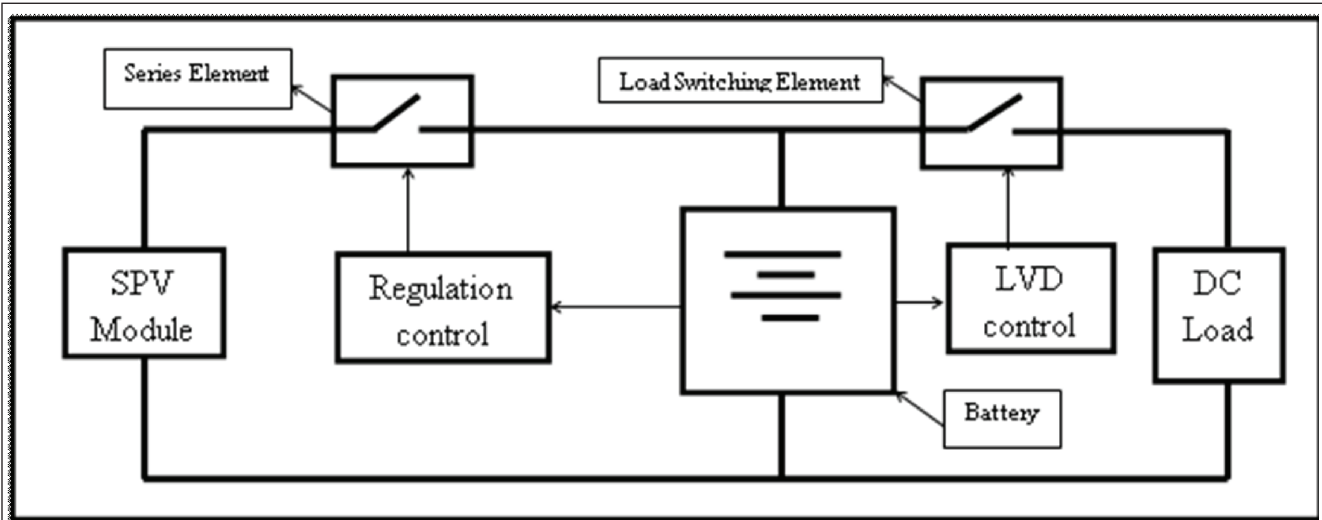 Series Element
Load Switching Element
SPV
Module
Regulation
control
LVD
control
DC
Load
Battery